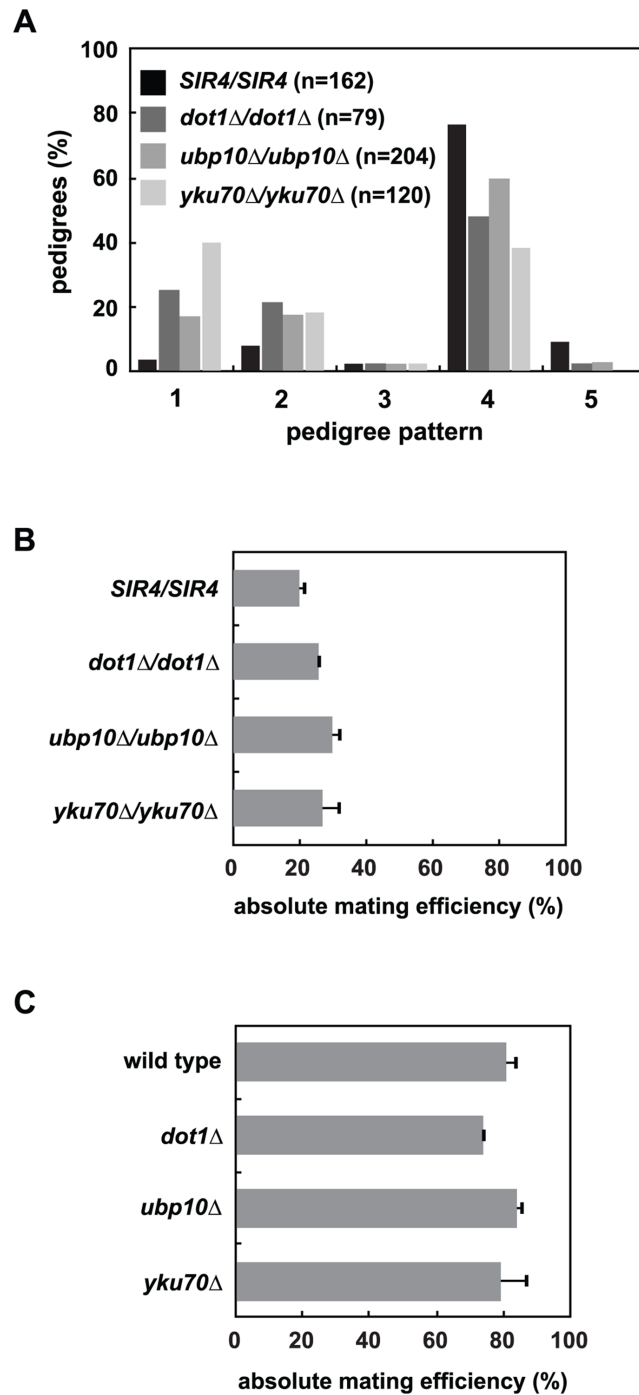 A
100
80
60
40
20
0
pedigrees (%)
SIR4/SIR4 (n=162)
dot1Δ/dot1Δ (n=79)
ubp10Δ/ubp10Δ (n=204)
yku70Δ/yku70Δ (n=120)
1 2 3 4 5
pedigree pattern
B
SIR4/SIR4
dot1Δ/dot1Δ
ubp10Δ/ubp10Δ
yku70Δ/yku70Δ
0 20 40 60 80 100
absolute mating efficiency (%)
C
wild type
dot1Δ
ubp10Δ
yku70Δ
0 20 40 60 80 100
absolute mating efficiency (%)